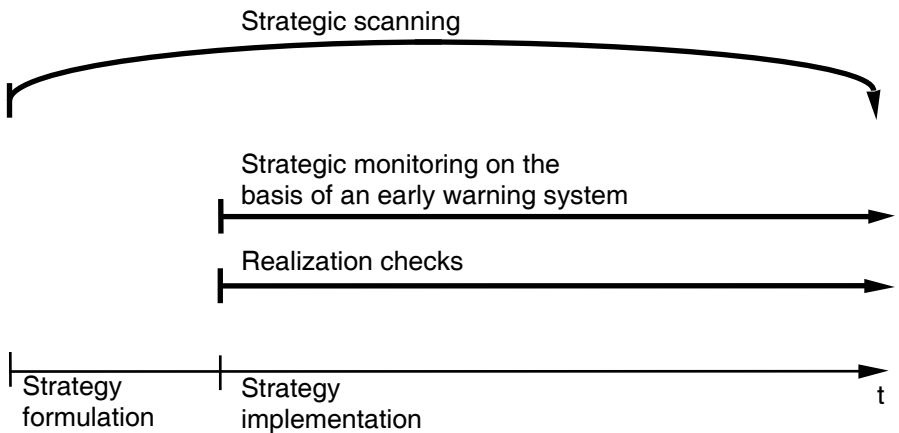 Strategic scanning
Strategic monitoring on the
basis of an early warning system
Realization checks
Strategy
formulation
Strategy
implementation
t